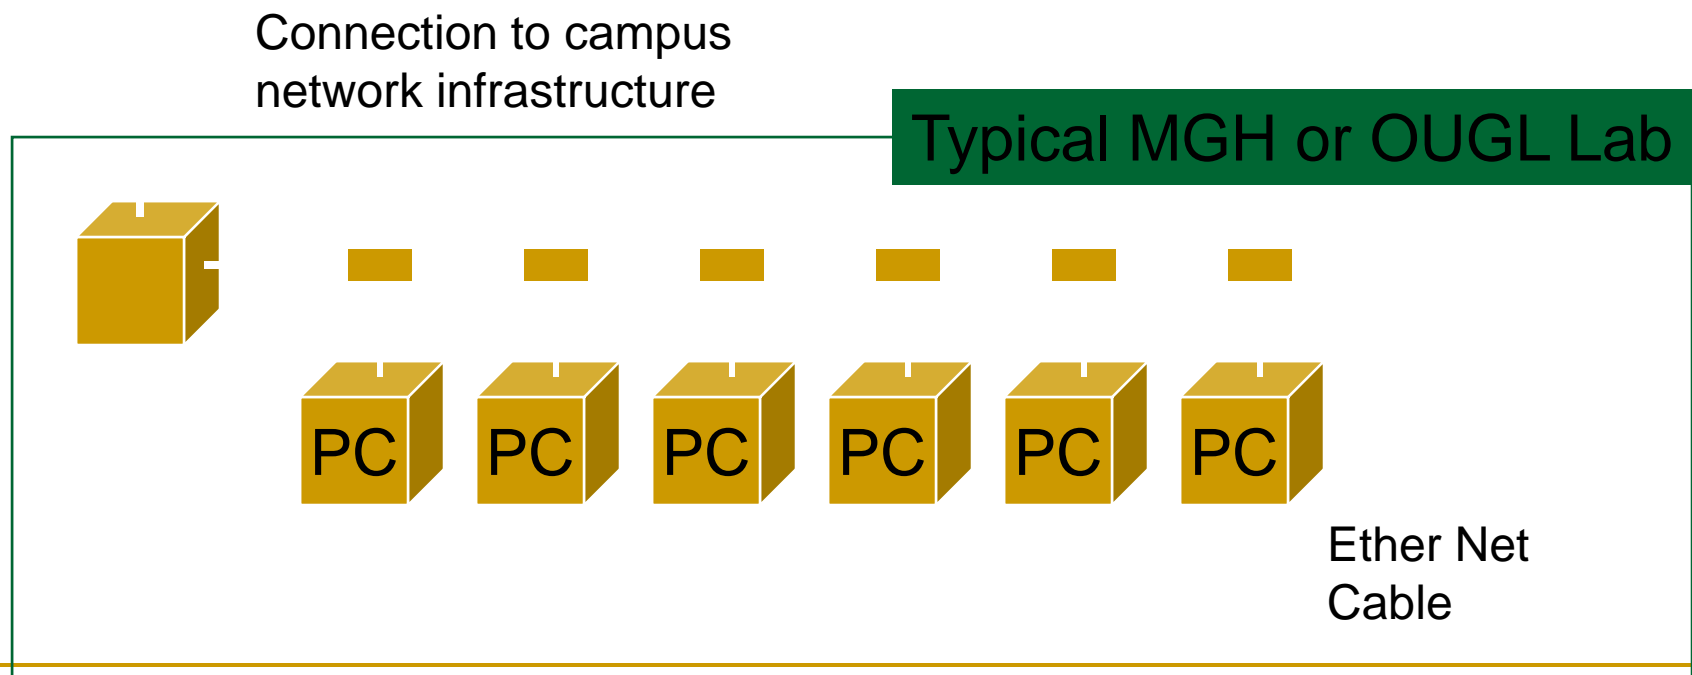 Connection to campus
network infrastructure
Typical MGH or OUGL Lab
PC PC PC PC PC PC
Ether Net
Cable